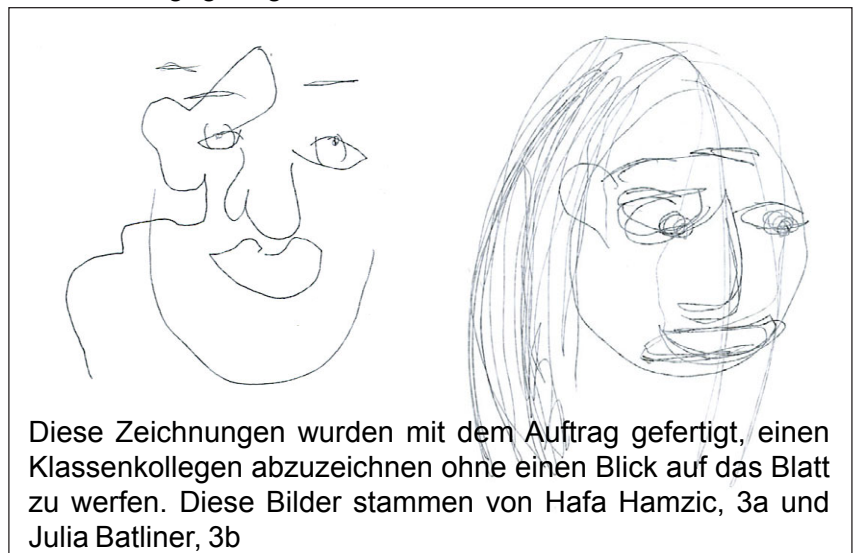 Diese Zeichnungen wurden mit dem Auftrag gefertigt, einen
Klassenkollegen abzuzeichnen ohne einen Blick auf das Blatt
zu werfen. Diese Bilder stammen von Hafa Hamzic, 3a und
Julia Batliner, 3b